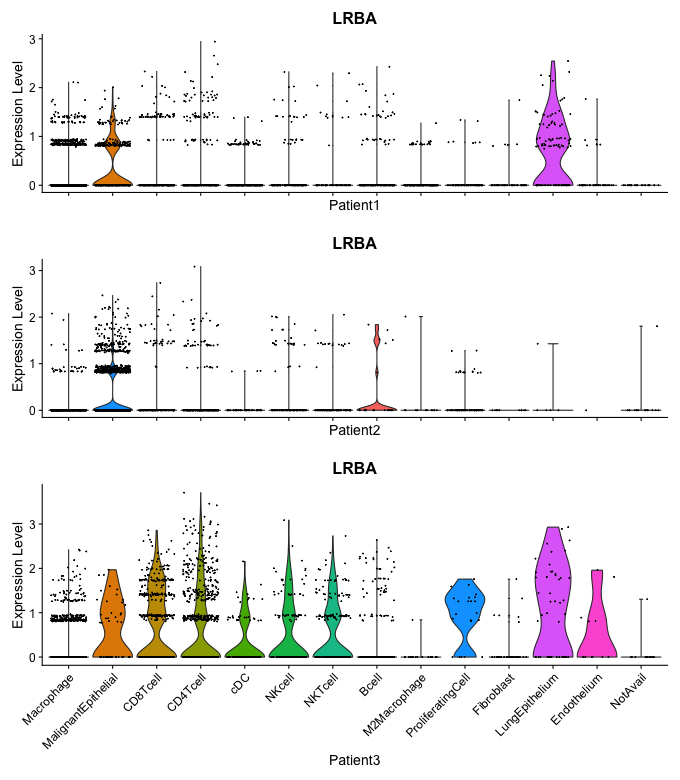 LRBA
Expression Level
3
2
1
0
Patient1
LRBA
Expression Level
3
2
1
0
Patient2
LRBA
Expression Level
3
2
1
0
Macrophage
MalignantEpithelial
CD8Tcell
CD4Tcell
cDC
NKcell
NKTcell
Bcell
M2Macrophage
ProliferatingCell
Fibroblast
LungEpithelium
Endothelium
NotAvail
Patient3